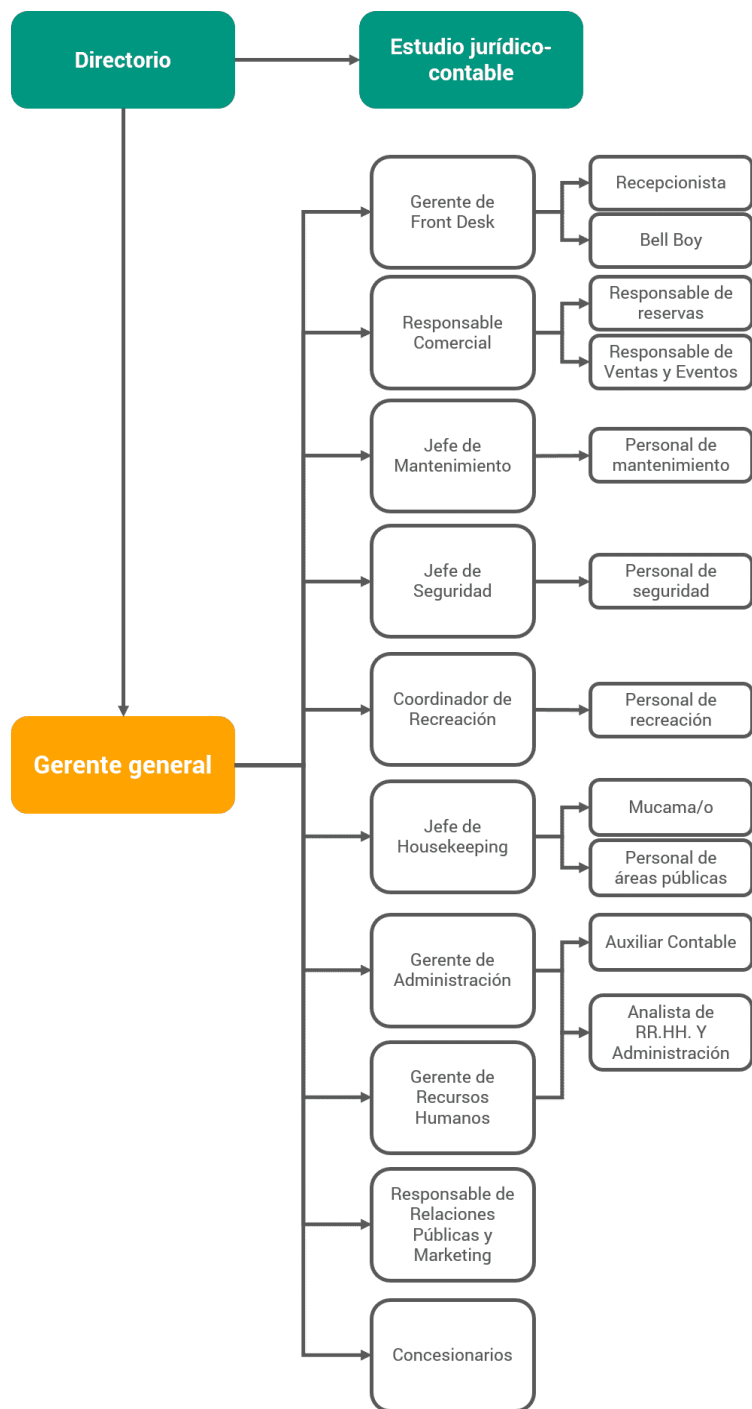 Directorio
Estudio jurídico-
contable
Gerente de
Front Desk
Recepcionista
Bell Boy
Responsable
Comercial
Responsable de
reservas
Responsable de
Ventas y Eventos
Jefe de
Mantenimiento
Personal de
mantenimiento
Jefe de
Seguridad
Personal de
seguridad
Gerente general
Coordinador de
Recreación
Personal de
recreación
Jefe de
Housekeeping
Mucama/o
Personal de
áreas públicas
Gerente de
Administración
Auxiliar Contable
Analista de
RR.HH. Y
Administración
Gerente de
Recursos
Humanos
Responsable de
Relaciones
Públicas y
Marketing
Concesionarios